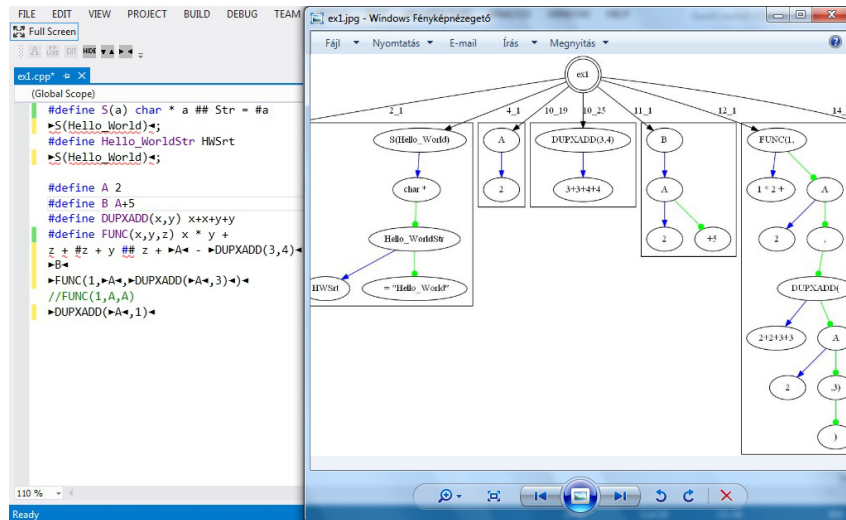 FILE EDIT VIEW PROJECT BUILD DEBUG TEAM
Full Screen
ex1.cpp*
(Global Scope)
#define S(a) char * a ## Str = #a
►S(Hello_World)◄;
#define Hello_WorldStr HWSrt
►S(Hello_World)◄;
#define A 2
#define B A+5
#define DUPXADD(x,y) x+x+y+y
#define FUNC(x,y,z) x * y +
z + #z + y ## z + ►A◄ - ►DUPXADD(3,4)◄
►B◄
►FUNC(1,►A◄,►DUPXADD(►A◄,3)◄)◄
//FUNC(1,A,A)
►DUPXADD(►A◄,1)◄
110 %
Ready
ex1.jpg - Windows Fényképnézegető
Fájl Nyomtatás E-mail Írás Megnyitás
ex1
2_1 4_1 10_19 10_25 11_1 12_1 14_
S(Hello_World) A DUPXADD(3,4) B FUNC(1,
char * 2 3+3+4+4 A 1 * 2 + A
Hello_WorldStr 2 +5 2 ,
HWSrt = "Hello_World" DUPXADD(
2+2+3+3 A
2 ,3)
)